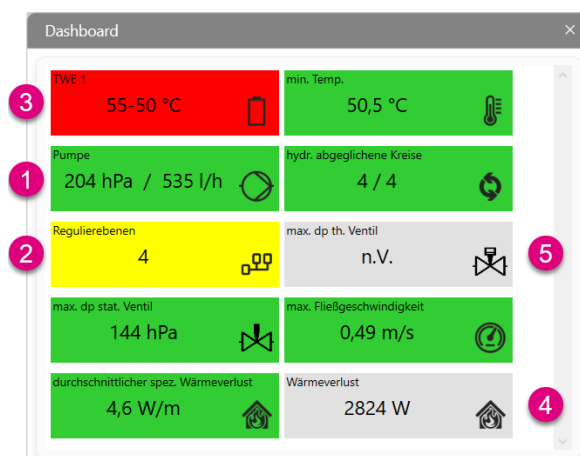 Dashboard ×
3
TWE 1
55-50 °C
min. Temp.
50,5 °C
1
Pumpe
204 hPa / 535 l/h
hydr. abgeglichene Kreise
4 / 4
2
Regulierebenen
4
max. dp th. Ventil
n.V.
5
max. dp stat. Ventil
144 hPa
max. Fließgeschwindigkeit
0,49 m/s
durchschnittlicher spez. Wärmeverlust
4,6 W/m
Wärmeverlust
2824 W
4